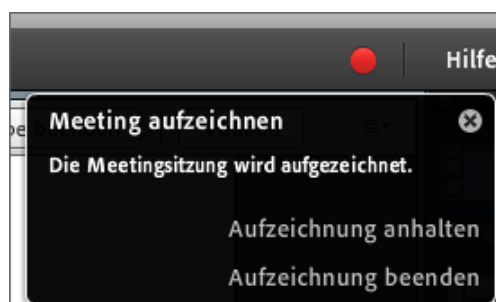 Hilfe
Meeting aufzeichnen
Die Meetingsitzung wird aufgezeichnet.
Aufzeichnung anhalten
Aufzeichnung beenden